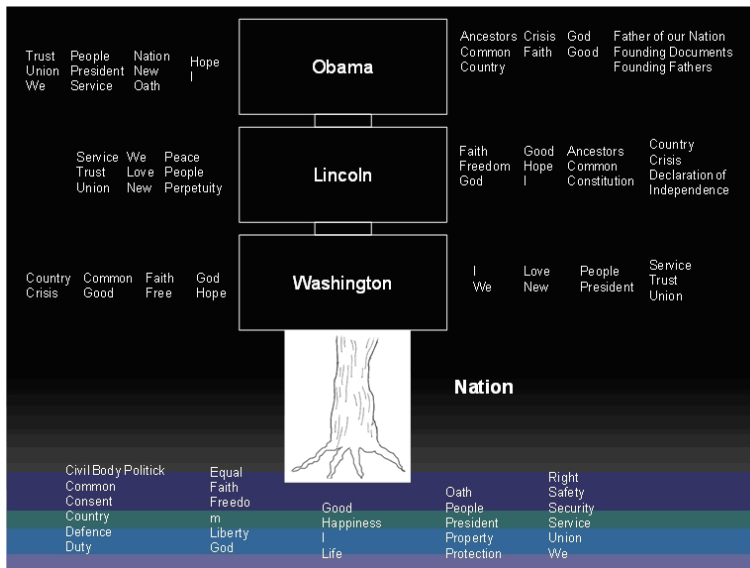 Trust People Nation Hope
Union President New I
We Service Oath
Obama
Ancestors Crisis God Father of our Nation
Common Faith Good Founding Documents
Country Founding Fathers
Service We Peace
Trust Love People
Union New Perpetuity
Lincoln
Faith Good Ancestors Country
Freedom Hope Common Crisis
God I Constitution Declaration of
Independence
Country Common Faith God
Crisis Good Free Hope
Washington
I Love People Service
We New President Trust
Union
Nation
Civil Body Politick
Common
Consent
Country
Defence
Duty
Equal
Faith
Freedo
m
Liberty
God
Good
Happiness
I
Life
Oath
People
President
Property
Protection
Right
Safety
Security
Service
Union
We